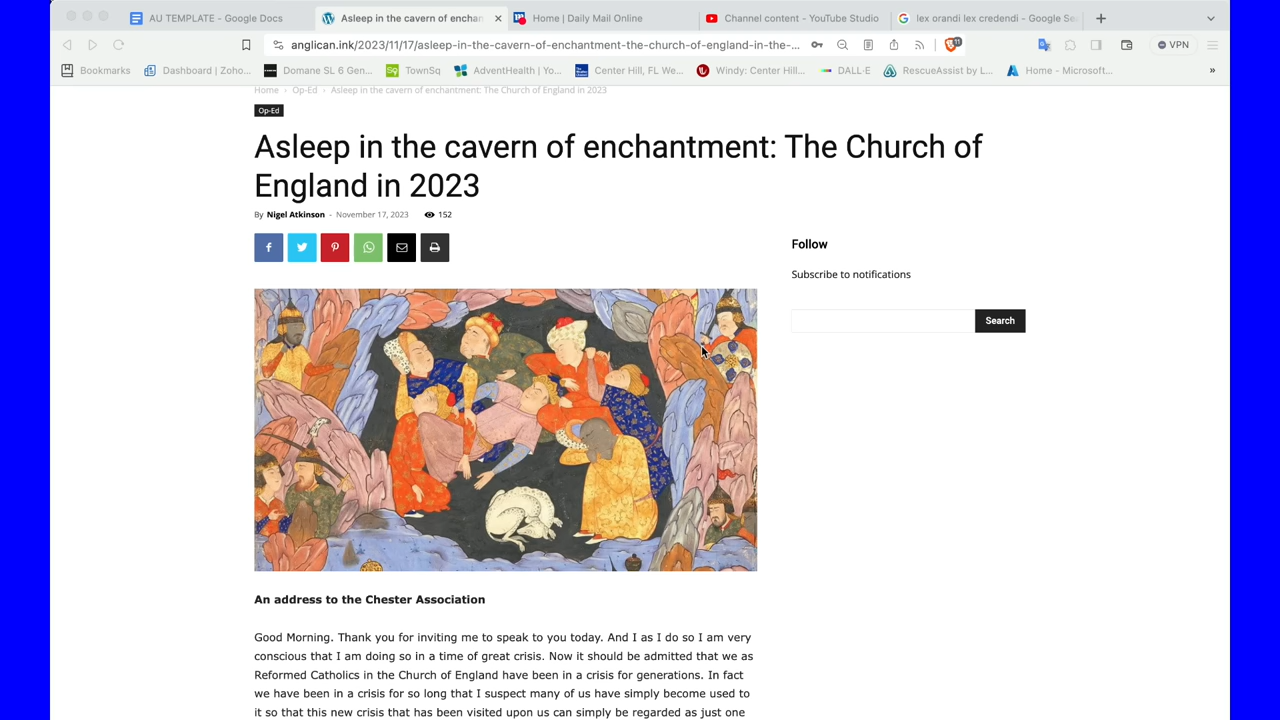 AU TEMPLATE - Google Docs
Asleep in the cavern of enchan
Home | Daily Mail Online
Channel content - YouTube Studio
lex orandi lex credendi - Google Sea
anglican.ink/2023/11/17/asleep-in-the-cavern-of-enchantment-the-church-of-england-in-the-...
11
VPN
Bookmarks
Dashboard | Zoho...
Domane SL 6 Gen...
TownSq
AdventHealth | Yo...
Center Hill, FL We...
Windy: Center Hill...
DALL·E
RescueAssist by L...
Home - Microsoft...
»
Home › Op-Ed › Asleep in the cavern of enchantment: The Church of England in 2023
Op-Ed
Asleep in the cavern of enchantment: The Church of
England in 2023
By Nigel Atkinson - November 17, 2023 152
Follow
Subscribe to notifications
Search
An address to the Chester Association
Good Morning. Thank you for inviting me to speak to you today. And I as I do so I am very
conscious that I am doing so in a time of great crisis. Now it should be admitted that we as
Reformed Catholics in the Church of England have been in a crisis for generations. In fact
we have been in a crisis for so long that I suspect many of us have simply become used to
it so that this new crisis that has been visited upon us can simply be regarded as just one